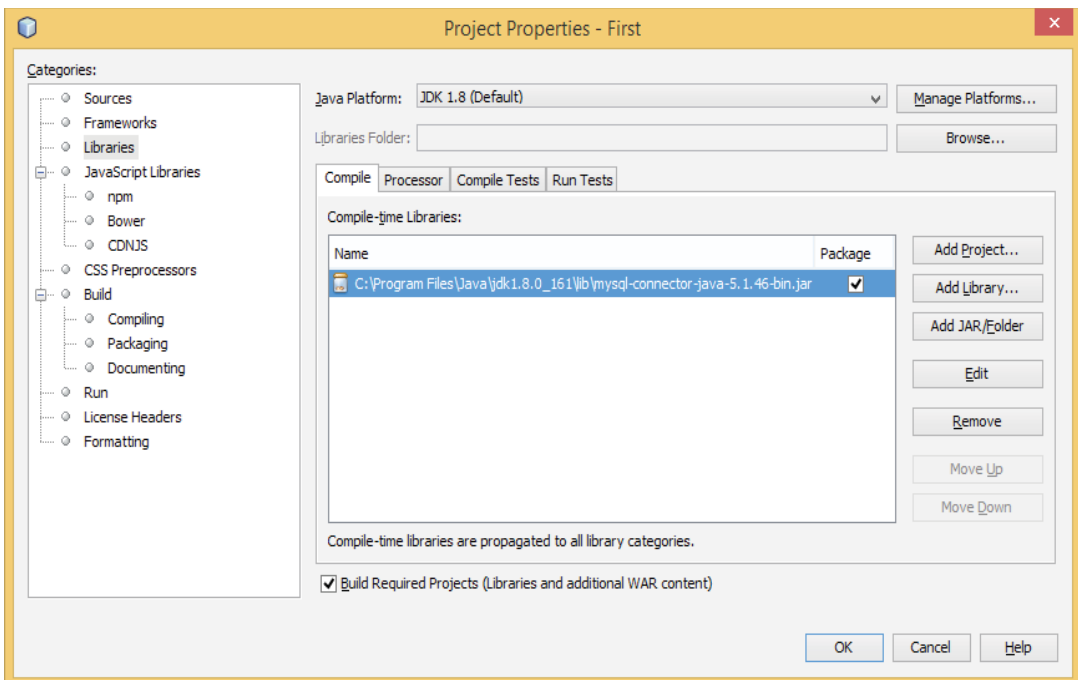 Project Properties - First
Categories:
Sources
Frameworks
Libraries
JavaScript Libraries
npm
Bower
CDNJS
CSS Preprocessors
Build
Compiling
Packaging
Documenting
Run
License Headers
Formatting
Java Platform: JDK 1.8 (Default) Manage Platforms...
Libraries Folder: Browse...
Compile Processor Compile Tests Run Tests
Compile-time Libraries:
Name Package
C:\Program Files\Java\jdk1.8.0_161\lib\mysql-connector-java-5.1.46-bin.jar
Add Project...
Add Library...
Add JAR/Folder
Edit
Remove
Move Up
Move Down
Compile-time libraries are propagated to all library categories.
Build Required Projects (Libraries and additional WAR content)
OK Cancel Help